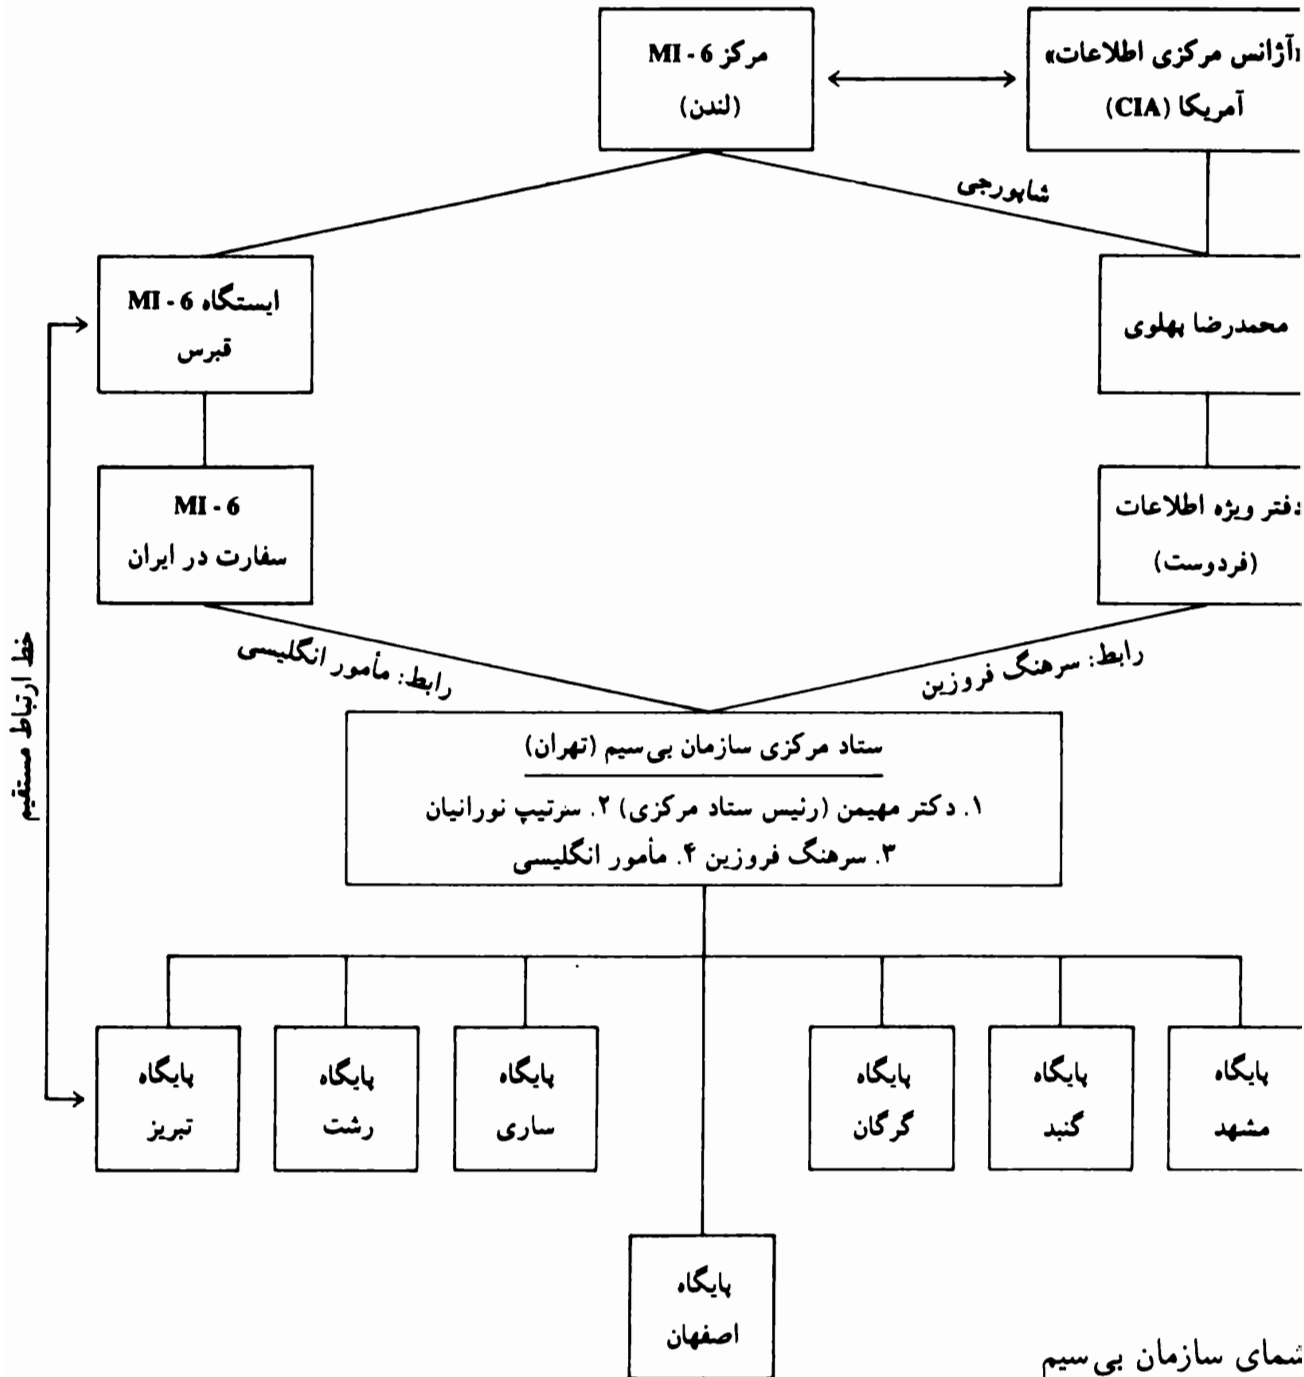 «آژانس مرکزی اطلاعات»
آمریکا (CIA)
مرکز MI - 6
(لندن)
شاپورجی
محمدرضا پهلوی
ایستگاه MI - 6
قبرس
دفتر ویژه اطلاعات
(فردوست)
MI - 6
سفارت در ایران
رابط: سرهنگ فروزین
رابط: مأمور انگلیسی
خط ارتباط مستقیم
ستاد مرکزی سازمان بی‌سیم (تهران)
۱. دکتر مهیمن (رئیس ستاد مرکزی) ۲. سرتیپ نورانیان
۳. سرهنگ فروزین ۴. مأمور انگلیسی
پایگاه
مشهد
پایگاه
گنبد
پایگاه
گرگان
پایگاه
ساری
پایگاه
رشت
پایگاه
تبریز
پایگاه
اصفهان
شمای سازمان بی‌سیم